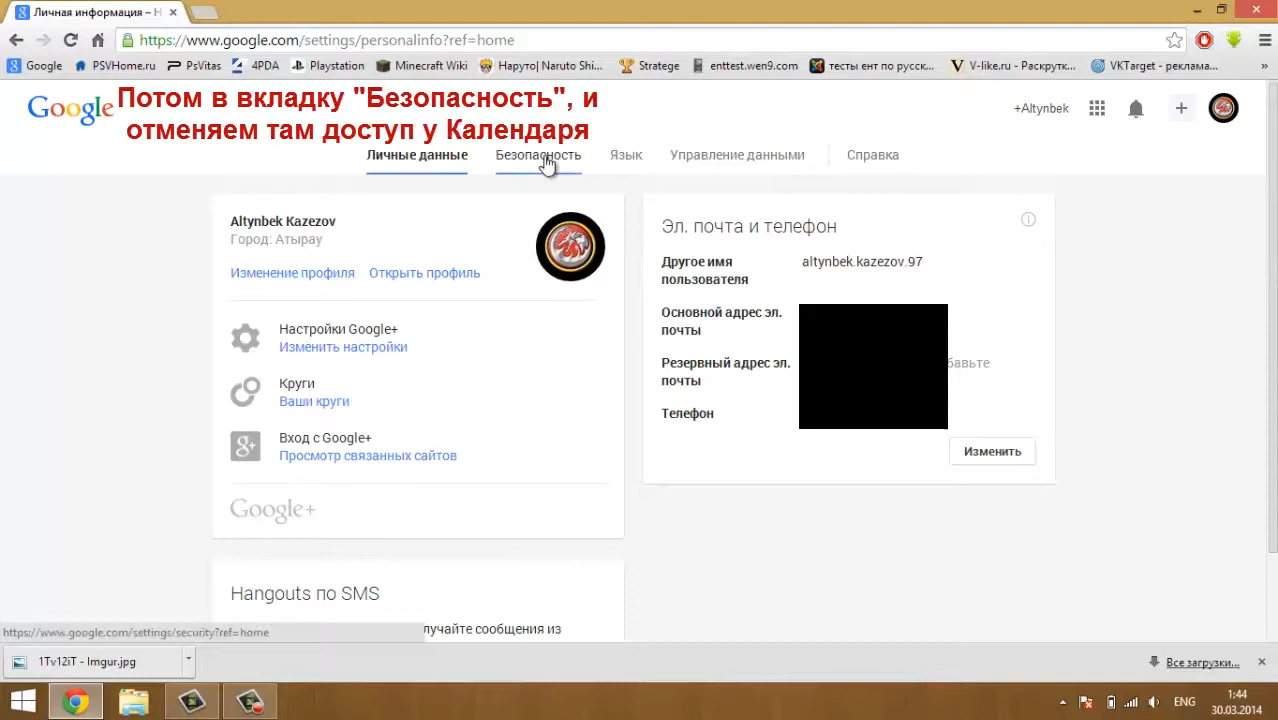 Личная информация – Н
https://www.google.com/settings/personalinfo?ref=home
Google
PSVHome.ru
PsVitas
4PDA
Playstation
Minecraft Wiki
Наруто| Naruto Shi...
Stratege
enttest.wen9.com
тесты ент по русск...
V-like.ru - Раскрутк...
VKTarget - реклама...
»
Google
Потом в вкладку "Безопасность", и
отменяем там доступ у Календаря
+Altynbek
Личные данные
Безопасность
Язык
Управление данными
Справка
Altynbek Kazezov
Город: Атырау
Изменение профиля
Открыть профиль
Настройки Google+
Изменить настройки
Круги
Ваши круги
Вход с Google+
Просмотр связанных сайтов
Google+
Эл. почта и телефон
Другое имя
пользователя
altynbek.kazezov.97
Основной адрес эл.
почты
Резервный адрес эл.
почты
бавьте
Телефон
Изменить
Hangouts по SMS
лучайте сообщения из
https://www.google.com/settings/security?ref=home
1Tv12iT - Imgur.jpg
Все загрузки...
ENG
1:44
30.03.2014